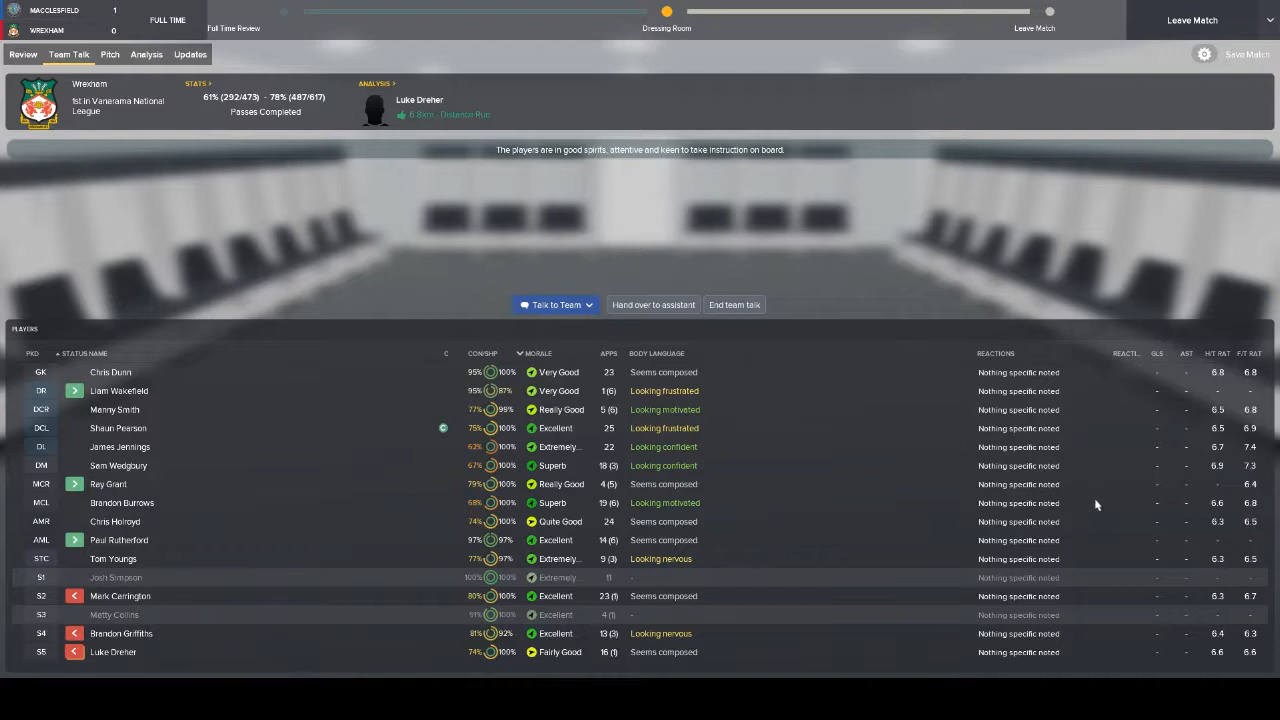 MACCLESFIELD 1
WREXHAM 0
FULL TIME
Full Time Review
Dressing Room
Leave Match
Leave Match
Review Team Talk Pitch Analysis Updates
Save Match
Wrexham
1st in Vanarama National
League
STATS >
61% (292/473) - 78% (487/617)
Passes Completed
ANALYSIS >
Luke Dreher
6.8km - Distance Run
The players are in good spirits, attentive and keen to take instruction on board.
Talk to Team
Hand over to assistant
End team talk
PLAYERS
PKD STATUS NAME C CON/SHP MORALE APPS BODY LANGUAGE REACTIONS REACTI... GLS AST H/T RAT F/T RAT
GK Chris Dunn 95% 100% Very Good 23 Seems composed Nothing specific noted - - 6.8 6.8
DR Liam Wakefield 95% 87% Very Good 1 (6) Looking frustrated Nothing specific noted - - - -
DCR Manny Smith 77% 99% Really Good 5 (6) Looking motivated Nothing specific noted - - 6.5 6.8
DCL Shaun Pearson C 75% 100% Excellent 25 Looking frustrated Nothing specific noted - - 6.5 6.9
DL James Jennings 62% 100% Extremely... 22 Looking confident Nothing specific noted - - 6.7 7.4
DM Sam Wedgbury 67% 100% Superb 18 (3) Looking confident Nothing specific noted - - 6.9 7.3
MCR Ray Grant 79% 100% Really Good 4 (5) Seems composed Nothing specific noted - - - 6.4
MCL Brandon Burrows 68% 100% Superb 19 (6) Looking motivated Nothing specific noted - - 6.6 6.8
AMR Chris Holroyd 74% 100% Quite Good 24 Seems composed Nothing specific noted - - 6.3 6.5
AML Paul Rutherford 97% 97% Excellent 14 (6) Seems composed Nothing specific noted - - - -
STC Tom Youngs 77% 97% Extremely... 9 (3) Looking nervous Nothing specific noted - - 6.3 6.5
S1 Josh Simpson 100% 100% Extremely... 11 - Nothing specific noted - - - -
S2 Mark Carrington 80% 100% Excellent 23 (1) Seems composed Nothing specific noted - - 6.3 6.7
S3 Matty Collins 91% 100% Excellent 4 (1) - Nothing specific noted - - - -
S4 Brandon Griffiths 81% 92% Excellent 13 (3) Looking nervous Nothing specific noted - - 6.4 6.3
S5 Luke Dreher 74% 100% Fairly Good 16 (1) Seems composed Nothing specific noted - - 6.6 6.6